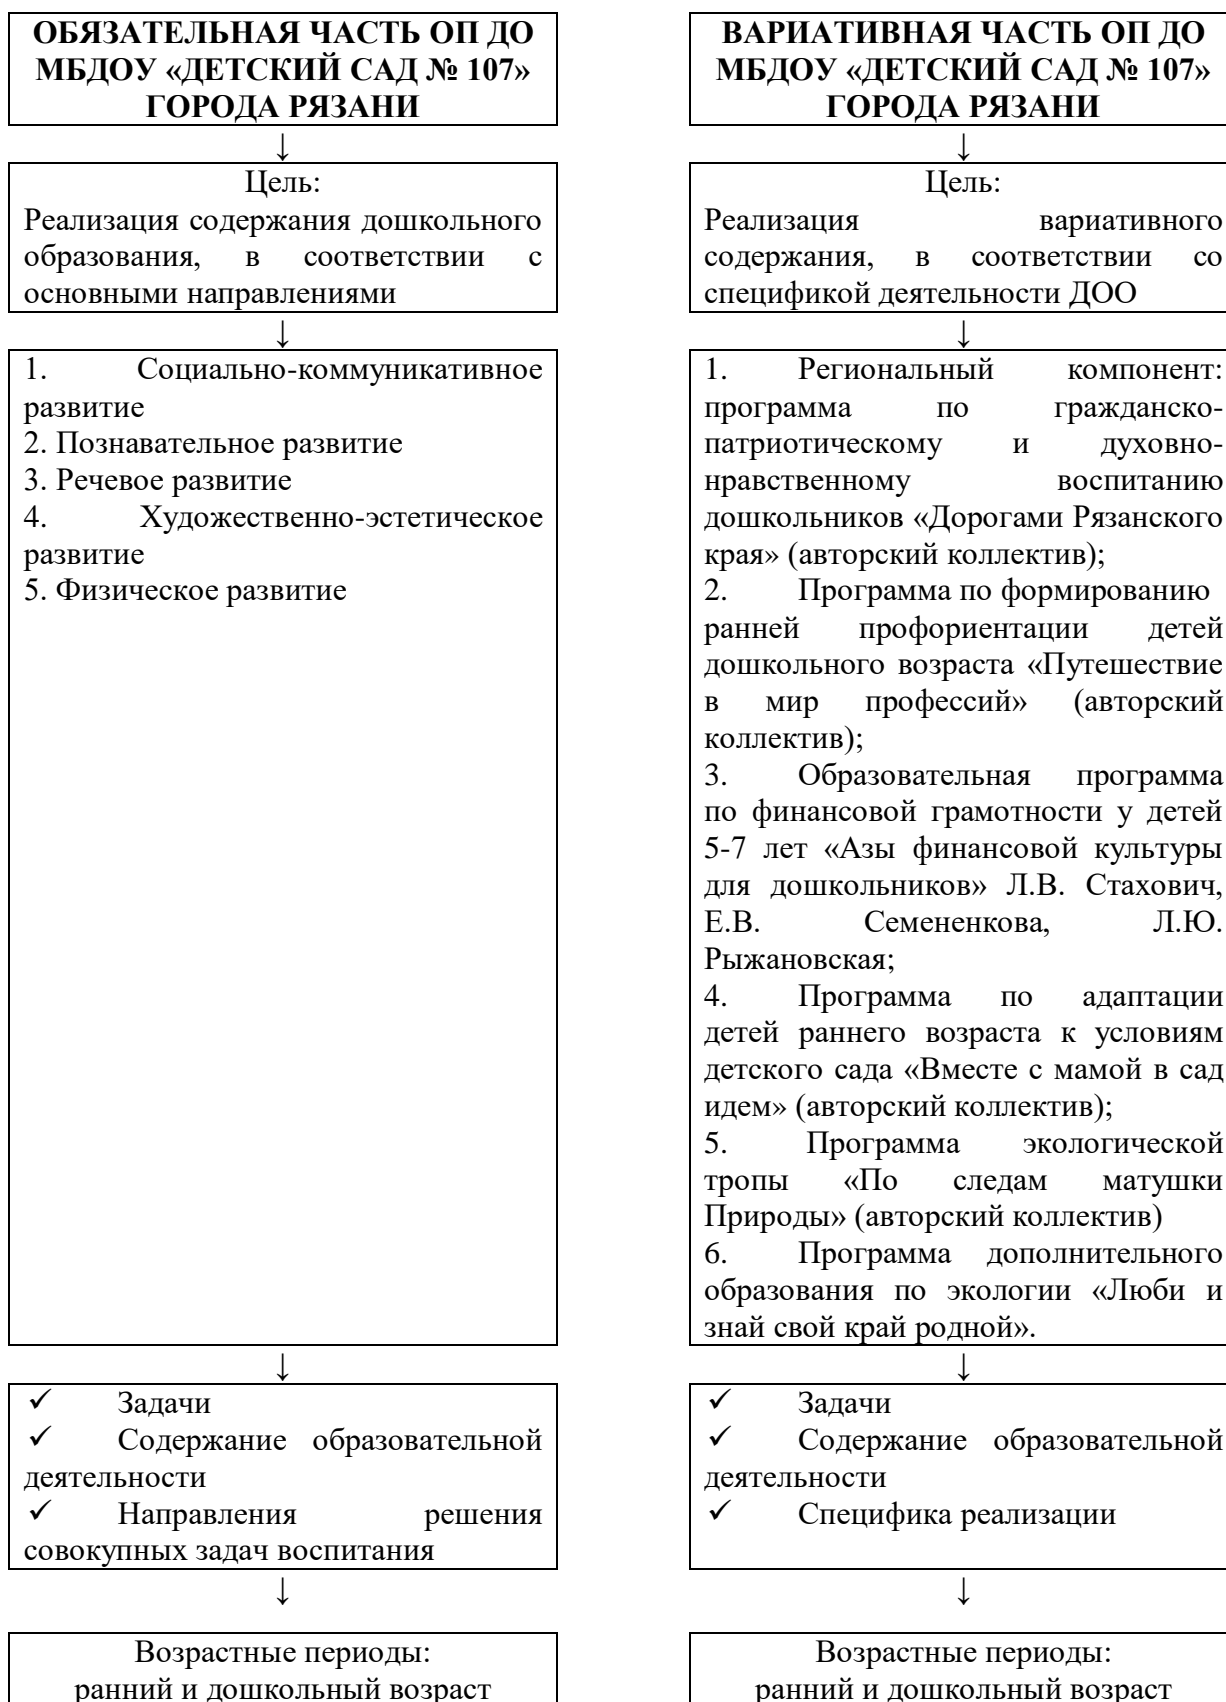 ОБЯЗАТЕЛЬНАЯ ЧАСТЬ ОП ДО
МБДОУ «ДЕТСКИЙ САД № 107»
ГОРОДА РЯЗАНИ
↓
Цель:
Реализация содержания дошкольного
образования, в соответствии с
основными направлениями
↓
1. Социально-коммуникативное
развитие
2. Познавательное развитие
3. Речевое развитие
4. Художественно-эстетическое
развитие
5. Физическое развитие
↓
✓ Задачи
✓ Содержание образовательной
деятельности
✓ Направления решения
совокупных задач воспитания
↓
Возрастные периоды:
ранний и дошкольный возраст
ВАРИАТИВНАЯ ЧАСТЬ ОП ДО
МБДОУ «ДЕТСКИЙ САД № 107»
ГОРОДА РЯЗАНИ
↓
Цель:
Реализация вариативного
содержания, в соответствии со
спецификой деятельности ДОО
↓
1. Региональный компонент:
программа по гражданско-
патриотическому и духовно-
нравственному воспитанию
дошкольников «Дорогами Рязанского
края» (авторский коллектив);
2. Программа по формированию
ранней профориентации детей
дошкольного возраста «Путешествие
в мир профессий» (авторский
коллектив);
3. Образовательная программа
по финансовой грамотности у детей
5-7 лет «Азы финансовой культуры
для дошкольников» Л.В. Стахович,
Е.В. Семененкова, Л.Ю.
Рыжановская;
4. Программа по адаптации
детей раннего возраста к условиям
детского сада «Вместе с мамой в сад
идем» (авторский коллектив);
5. Программа экологической
тропы «По следам матушки
Природы» (авторский коллектив)
6. Программа дополнительного
образования по экологии «Люби и
знай свой край родной».
↓
✓ Задачи
✓ Содержание образовательной
деятельности
✓ Специфика реализации
↓
Возрастные периоды:
ранний и дошкольный возраст